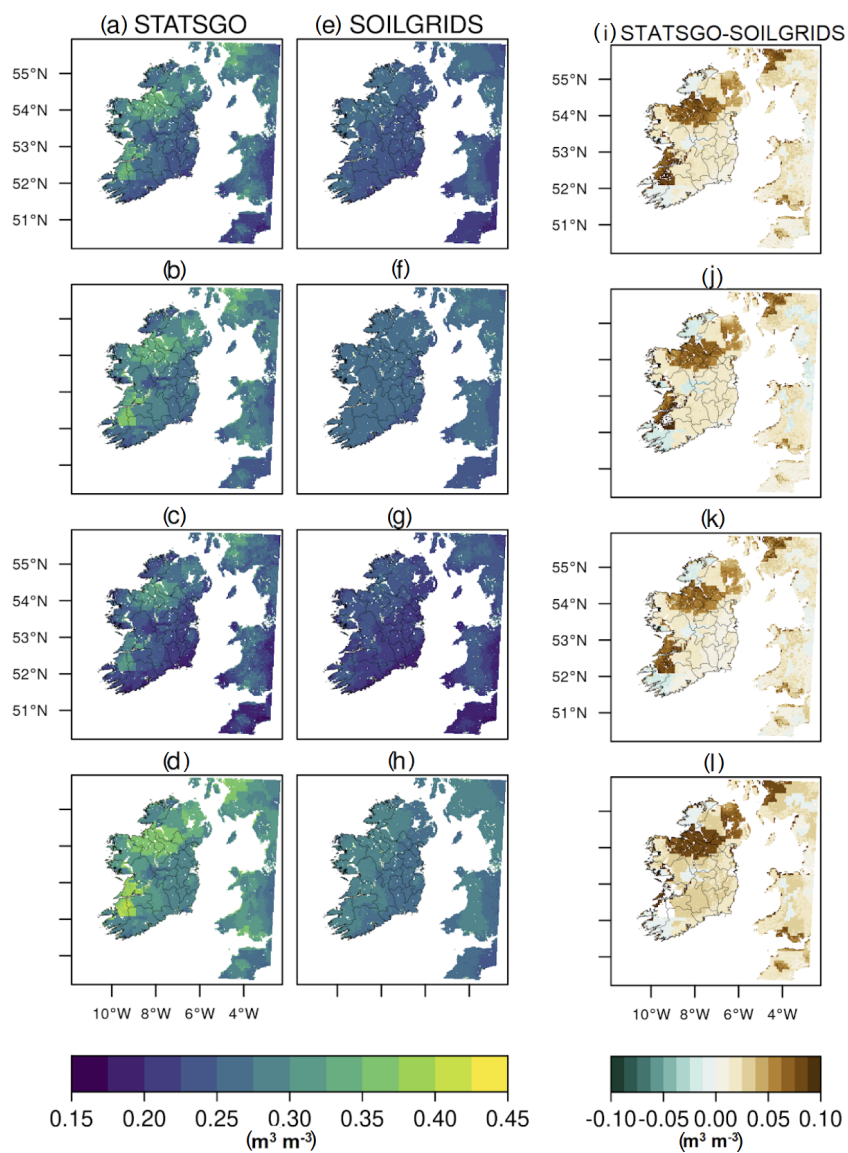 (a) STATSGO (e) SOILGRIDS (i) STATSGO-SOILGRIDS
55°N 55°N
54°N 54°N
53°N 53°N
52°N 52°N
51°N 51°N
(b) (f) (j)
(c) (g) (k)
55°N 55°N
54°N 54°N
53°N 53°N
52°N 52°N
51°N 51°N
(d) (h) (l)
10°W 8°W 6°W 4°W 10°W 8°W 6°W 4°W
0.15 0.20 0.25 0.30 0.35 0.40 0.45 -0.10 -0.05 0.00 0.05 0.10
(m³ m⁻³) (m³ m⁻³)